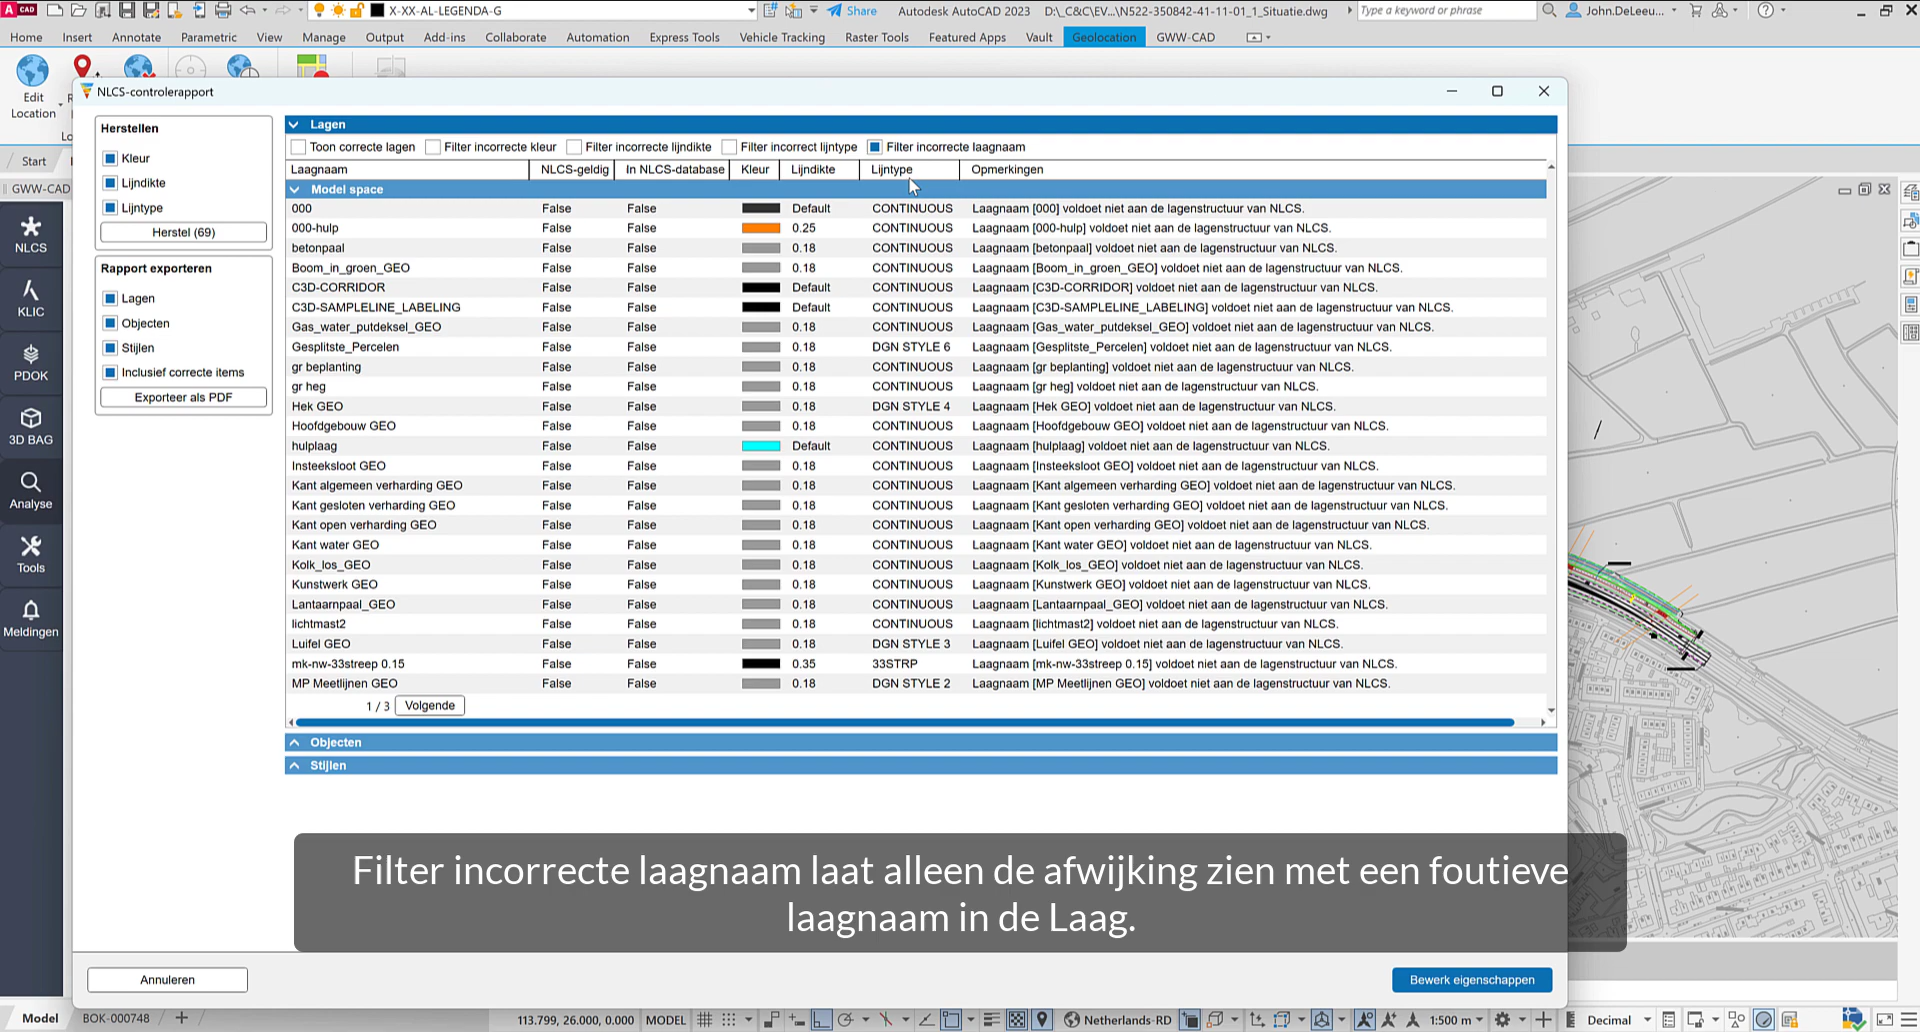 A CAD X-XX-AL-LEGENDA-G Share Autodesk AutoCAD 2023 D:\_C&C\EV...\N522-350842-41-11-01_1_Situatie.dwg Type a keyword or phrase John.DeLeeu...
Home Insert Annotate Parametric View Manage Output Add-ins Collaborate Automation Express Tools Vehicle Tracking Raster Tools Featured Apps Vault Geolocation GWW-CAD
Edit
Location
Start
GWW-CAD
NLCS
KLIC
PDOK
3D BAG
Analyse
Tools
Meldingen
NLCS-controlerapport
Herstellen
Kleur
Lijndikte
Lijntype
Herstel (69)
Rapport exporteren
Lagen
Objecten
Stijlen
Inclusief correcte items
Exporteer als PDF
Lagen
Toon correcte lagen Filter incorrecte kleur Filter incorrecte lijndikte Filter incorrect lijntype Filter incorrecte laagnaam
Laagnaam NLCS-geldig In NLCS-database Kleur Lijndikte Lijntype Opmerkingen
Model space
000 False False Default CONTINUOUS Laagnaam [000] voldoet niet aan de lagenstructuur van NLCS.
000-hulp False False 0.25 CONTINUOUS Laagnaam [000-hulp] voldoet niet aan de lagenstructuur van NLCS.
betonpaal False False 0.18 CONTINUOUS Laagnaam [betonpaal] voldoet niet aan de lagenstructuur van NLCS.
Boom_in_groen_GEO False False 0.18 CONTINUOUS Laagnaam [Boom_in_groen_GEO] voldoet niet aan de lagenstructuur van NLCS.
C3D-CORRIDOR False False Default CONTINUOUS Laagnaam [C3D-CORRIDOR] voldoet niet aan de lagenstructuur van NLCS.
C3D-SAMPLELINE_LABELING False False Default CONTINUOUS Laagnaam [C3D-SAMPLELINE_LABELING] voldoet niet aan de lagenstructuur van NLCS.
Gas_water_putdeksel_GEO False False 0.18 CONTINUOUS Laagnaam [Gas_water_putdeksel_GEO] voldoet niet aan de lagenstructuur van NLCS.
Gesplitste_Percelen False False 0.18 DGN STYLE 6 Laagnaam [Gesplitste_Percelen] voldoet niet aan de lagenstructuur van NLCS.
gr beplanting False False 0.18 CONTINUOUS Laagnaam [gr beplanting] voldoet niet aan de lagenstructuur van NLCS.
gr heg False False 0.18 CONTINUOUS Laagnaam [gr heg] voldoet niet aan de lagenstructuur van NLCS.
Hek GEO False False 0.18 DGN STYLE 4 Laagnaam [Hek GEO] voldoet niet aan de lagenstructuur van NLCS.
Hoofdgebouw GEO False False 0.18 CONTINUOUS Laagnaam [Hoofdgebouw GEO] voldoet niet aan de lagenstructuur van NLCS.
hulplaag False False Default CONTINUOUS Laagnaam [hulplaag] voldoet niet aan de lagenstructuur van NLCS.
Insteeksloot GEO False False 0.18 CONTINUOUS Laagnaam [Insteeksloot GEO] voldoet niet aan de lagenstructuur van NLCS.
Kant algemeen verharding GEO False False 0.18 CONTINUOUS Laagnaam [Kant algemeen verharding GEO] voldoet niet aan de lagenstructuur van NLCS.
Kant gesloten verharding GEO False False 0.18 CONTINUOUS Laagnaam [Kant gesloten verharding GEO] voldoet niet aan de lagenstructuur van NLCS.
Kant open verharding GEO False False 0.18 CONTINUOUS Laagnaam [Kant open verharding GEO] voldoet niet aan de lagenstructuur van NLCS.
Kant water GEO False False 0.18 CONTINUOUS Laagnaam [Kant water GEO] voldoet niet aan de lagenstructuur van NLCS.
Kolk_los_GEO False False 0.18 CONTINUOUS Laagnaam [Kolk_los_GEO] voldoet niet aan de lagenstructuur van NLCS.
Kunstwerk GEO False False 0.18 CONTINUOUS Laagnaam [Kunstwerk GEO] voldoet niet aan de lagenstructuur van NLCS.
Lantaarnpaal_GEO False False 0.18 CONTINUOUS Laagnaam [Lantaarnpaal_GEO] voldoet niet aan de lagenstructuur van NLCS.
lichtmast2 False False 0.18 CONTINUOUS Laagnaam [lichtmast2] voldoet niet aan de lagenstructuur van NLCS.
Luifel GEO False False 0.18 DGN STYLE 3 Laagnaam [Luifel GEO] voldoet niet aan de lagenstructuur van NLCS.
mk-nw-33streep 0.15 False False 0.35 33STRP Laagnaam [mk-nw-33streep 0.15] voldoet niet aan de lagenstructuur van NLCS.
MP Meetlijnen GEO False False 0.18 DGN STYLE 2 Laagnaam [MP Meetlijnen GEO] voldoet niet aan de lagenstructuur van NLCS.
1 / 3 Volgende
Objecten
Stijlen
Filter incorrecte laagnaam laat alleen de afwijking zien met een foutieve
laagnaam in de Laag.
Annuleren Bewerk eigenschappen
Model BOK-000748 113.799, 26.000, 0.000 MODEL Netherlands-RD 1:500 m Decimal